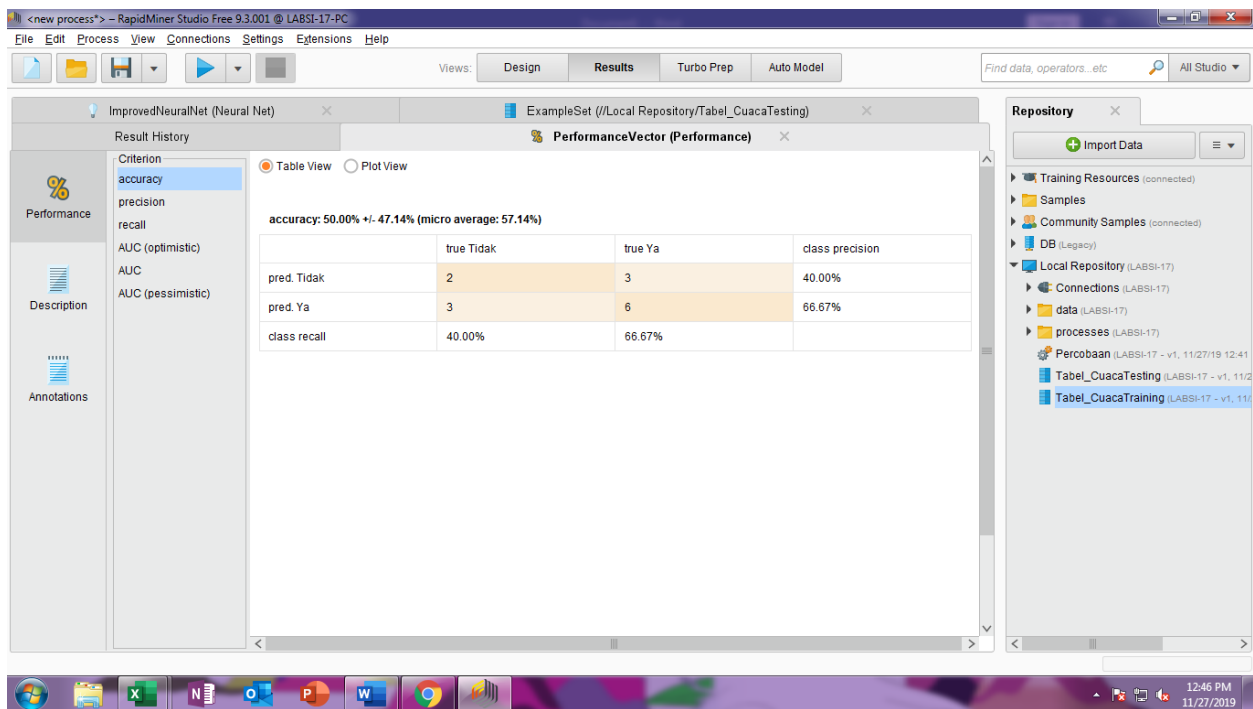 <new process*> – RapidMiner Studio Free 9.3.001 @ LABSI-17-PC
File Edit Process View Connections Settings Extensions Help
Views: Design Results Turbo Prep Auto Model Find data, operators...etc All Studio
ImprovedNeuralNet (Neural Net) ExampleSet (//Local Repository/Tabel_CuacaTesting)
Result History PerformanceVector (Performance)
Performance
Description
Annotations
Criterion
accuracy
precision
recall
AUC (optimistic)
AUC
AUC (pessimistic)
Table View Plot View
accuracy: 50.00% +/- 47.14% (micro average: 57.14%)
true Tidak true Ya class precision
pred. Tidak 2 3 40.00%
pred. Ya 3 6 66.67%
class recall 40.00% 66.67%
Repository
Import Data
Training Resources (connected)
Samples
Community Samples (connected)
DB (Legacy)
Local Repository (LABSI-17)
Connections (LABSI-17)
data (LABSI-17)
processes (LABSI-17)
Percobaan (LABSI-17 - v1, 11/27/19 12:41
Tabel_CuacaTesting (LABSI-17 - v1, 11/2
Tabel_CuacaTraining (LABSI-17 - v1, 11/
12:46 PM
11/27/2019